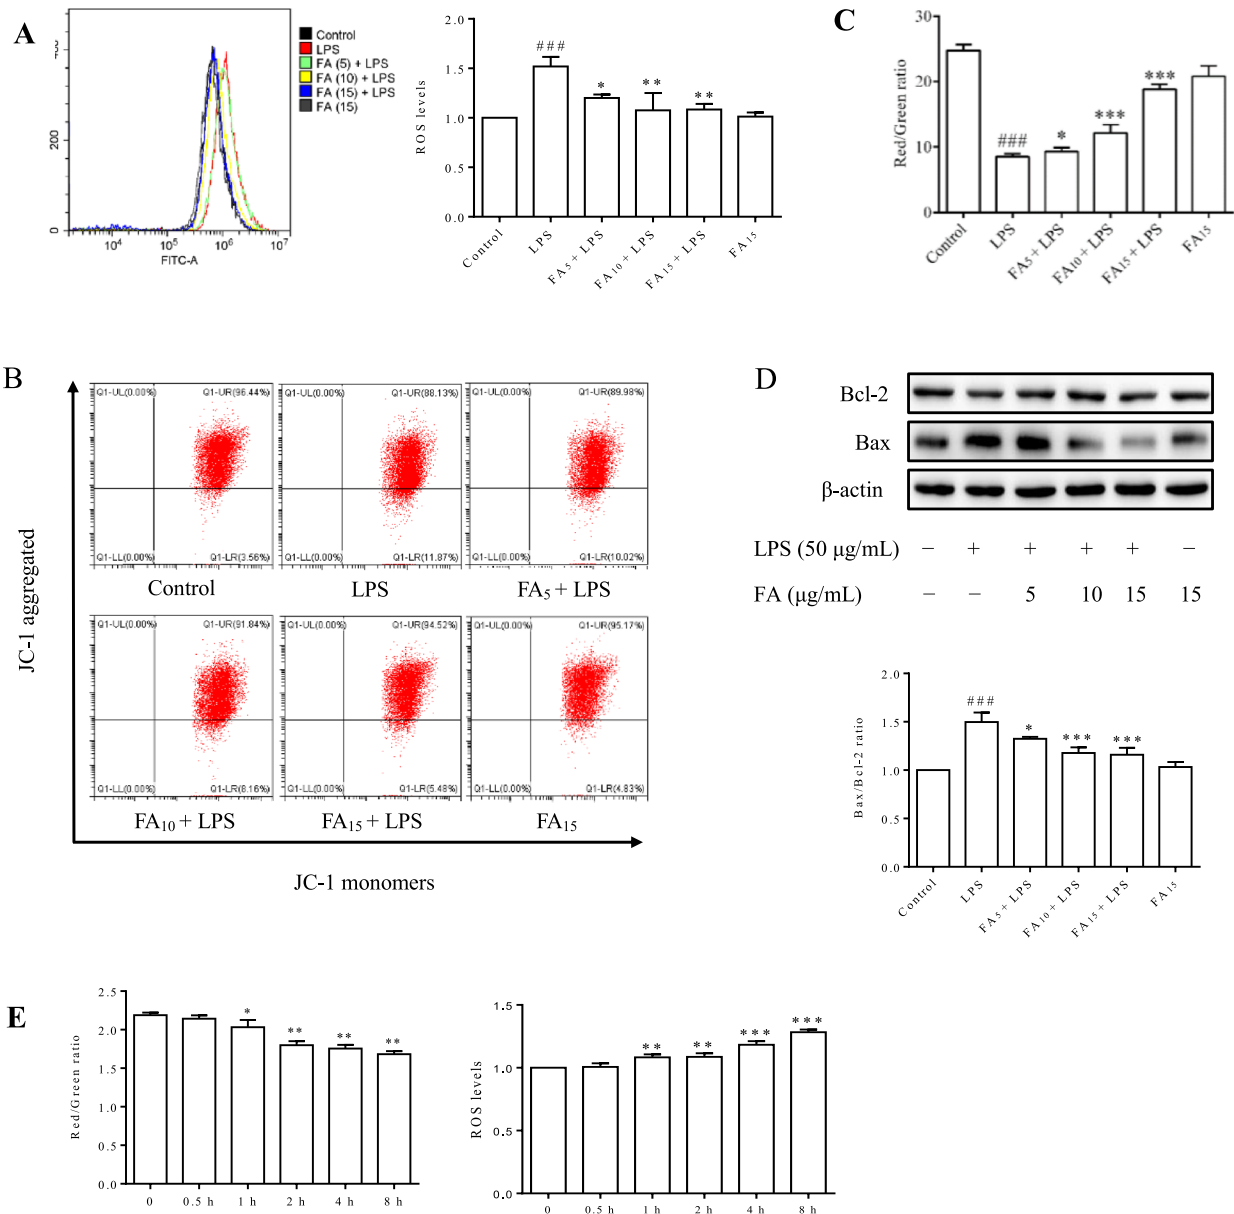 A
400
200
0
10^4
10^5
10^6
10^7
FITC-A
Control
LPS
FA (5) + LPS
FA (10) + LPS
FA (15) + LPS
FA (15)
ROS levels
2.0
1.5
1.0
0.5
0.0
###
*
**
**
Control
LPS
FA5 + LPS
FA10 + LPS
FA15 + LPS
FA15
C
Red/Green ratio
30
20
10
0
###
*
***
***
Control
LPS
FA5 + LPS
FA10 + LPS
FA15 + LPS
FA15
B
JC-1 aggregated
Q1-UL(0.00%) Q1-UR(96.44%)
Q1-LL(0.00%) Q1-LR(3.56%)
Control
Q1-UL(0.00%) Q1-UR(88.13%)
Q1-LL(0.00%) Q1-LR(11.87%)
LPS
Q1-UL(0.00%) Q1-UR(89.98%)
Q1-LL(0.00%) Q1-LR(10.02%)
FA5 + LPS
Q1-UL(0.00%) Q1-UR(91.84%)
Q1-LL(0.00%) Q1-LR(8.16%)
FA10 + LPS
Q1-UL(0.00%) Q1-UR(94.52%)
Q1-LL(0.00%) Q1-LR(5.48%)
FA15 + LPS
Q1-UL(0.00%) Q1-UR(95.17%)
Q1-LL(0.00%) Q1-LR(4.83%)
FA15
JC-1 monomers
D
Bcl-2
Bax
β-actin
LPS (50 μg/mL) − + + + + −
FA (μg/mL) − − 5 10 15 15
Bax/Bcl-2 ratio
2.0
1.5
1.0
0.5
0.0
###
*
***
***
Control
LPS
FA5 + LPS
FA10 + LPS
FA15 + LPS
FA15
E
Red/Green ratio
2.5
2.0
1.5
1.0
0.5
0.0
*
**
**
**
0 0.5 h 1 h 2 h 4 h 8 h
ROS levels
1.5
1.0
0.5
0.0
**
**
***
***
0 0.5 h 1 h 2 h 4 h 8 h